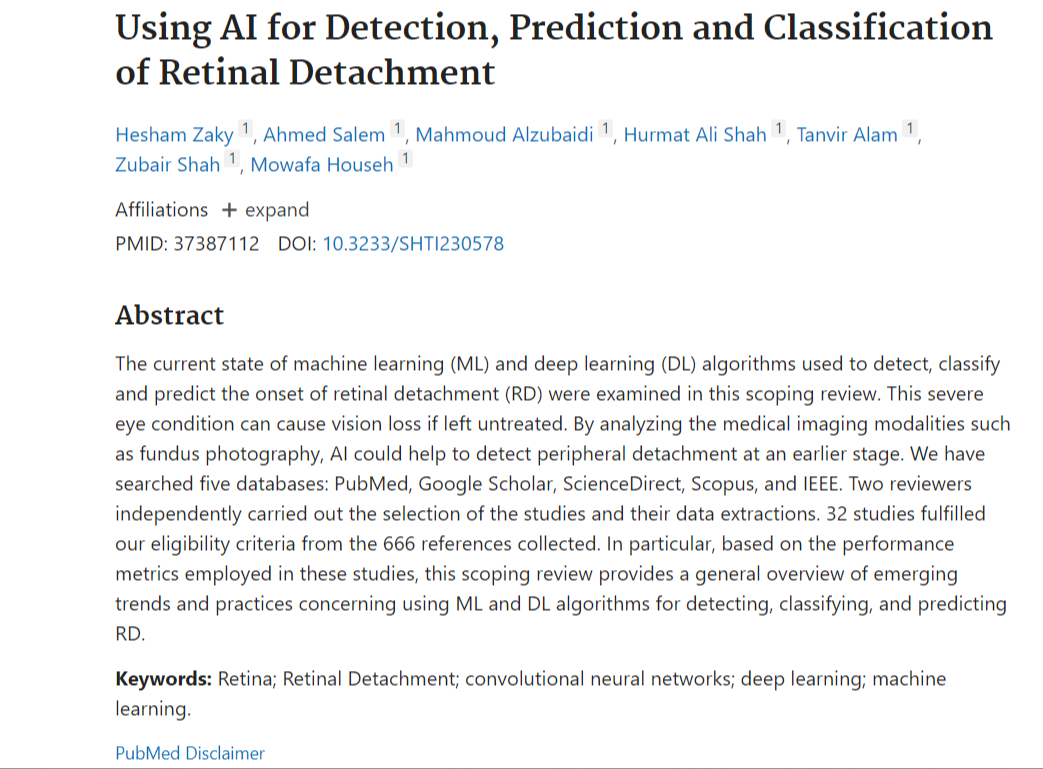 Using AI for Detection, Prediction and Classification
of Retinal Detachment
Hesham Zaky 1, Ahmed Salem 1, Mahmoud Alzubaidi 1, Hurmat Ali Shah 1, Tanvir Alam 1,
Zubair Shah 1, Mowafa Househ 1
Affiliations + expand
PMID: 37387112 DOI: 10.3233/SHTI230578
Abstract
The current state of machine learning (ML) and deep learning (DL) algorithms used to detect, classify
and predict the onset of retinal detachment (RD) were examined in this scoping review. This severe
eye condition can cause vision loss if left untreated. By analyzing the medical imaging modalities such
as fundus photography, AI could help to detect peripheral detachment at an earlier stage. We have
searched five databases: PubMed, Google Scholar, ScienceDirect, Scopus, and IEEE. Two reviewers
independently carried out the selection of the studies and their data extractions. 32 studies fulfilled
our eligibility criteria from the 666 references collected. In particular, based on the performance
metrics employed in these studies, this scoping review provides a general overview of emerging
trends and practices concerning using ML and DL algorithms for detecting, classifying, and predicting
RD.
Keywords: Retina; Retinal Detachment; convolutional neural networks; deep learning; machine
learning.
PubMed Disclaimer